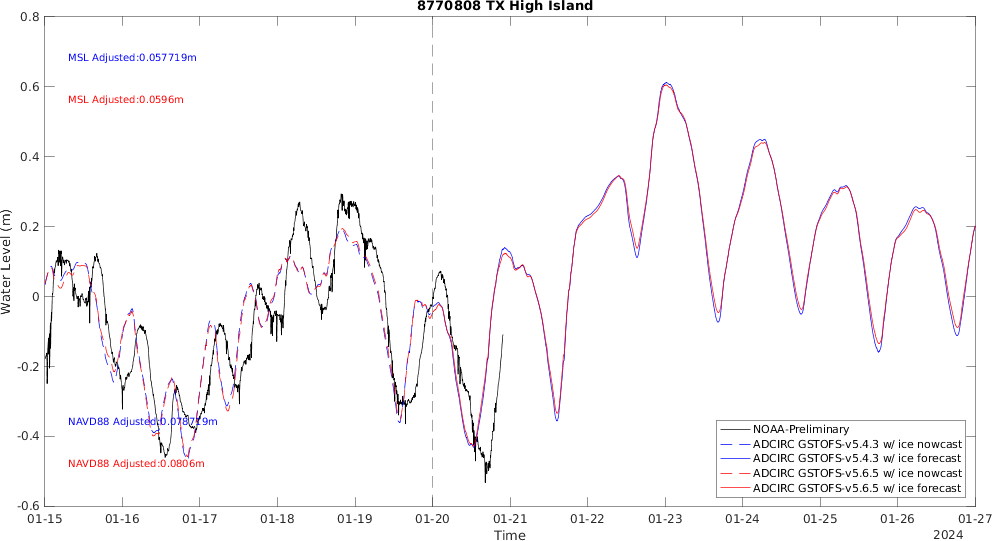 8770808 TX High Island
0.8
0.6
0.4
0.2
0
-0.2
-0.4
-0.6
Water Level (m)
MSL Adjusted:0.057719m
MSL Adjusted:0.0596m
NAVD88 Adjusted:0.078719m
NAVD88 Adjusted:0.0806m
NOAA-Preliminary
ADCIRC GSTOFS-v5.4.3 w/ ice nowcast
ADCIRC GSTOFS-v5.4.3 w/ ice forecast
ADCIRC GSTOFS-v5.6.5 w/ ice nowcast
ADCIRC GSTOFS-v5.6.5 w/ ice forecast
01-15 01-16 01-17 01-18 01-19 01-20 01-21 01-22 01-23 01-24 01-25 01-26 01-27
Time
2024